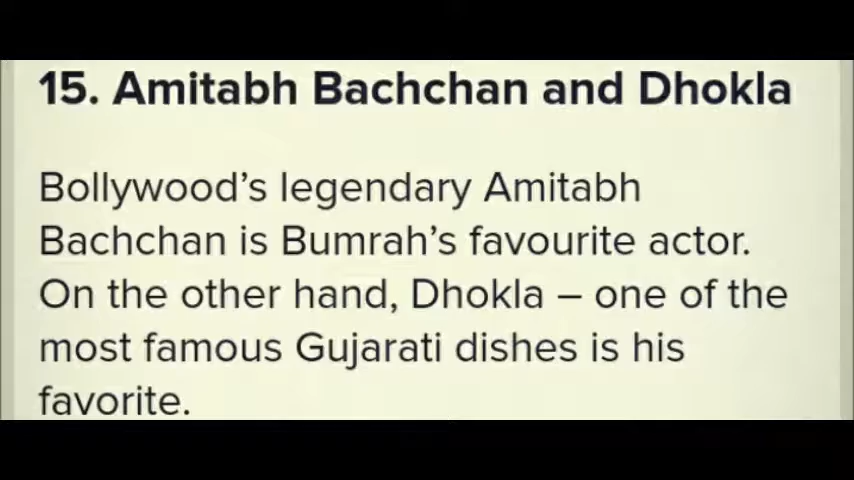 15. Amitabh Bachchan and Dhokla
Bollywood’s legendary Amitabh
Bachchan is Bumrah’s favourite actor.
On the other hand, Dhokla – one of the
most famous Gujarati dishes is his
favorite.